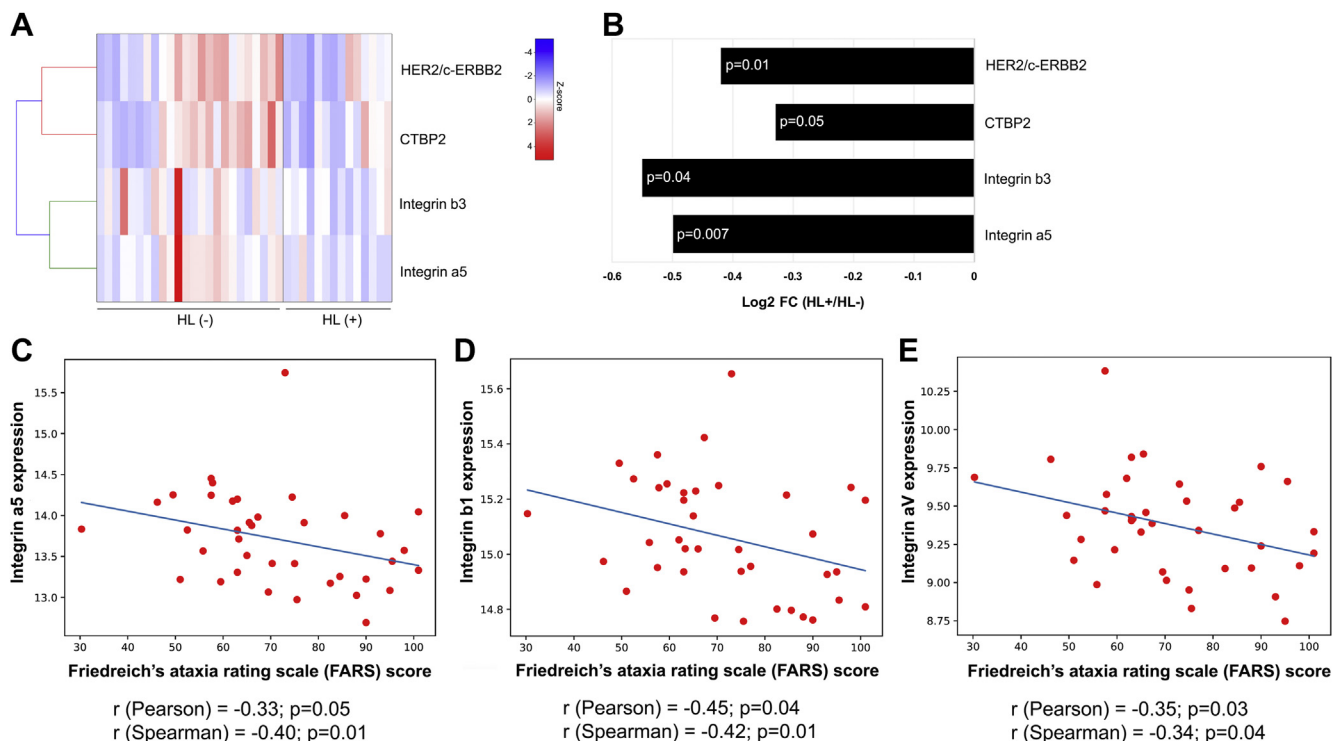 A
HER2/c-ERBB2
CTBP2
Integrin b3
Integrin a5
HL (-)
HL (+)
-4
-2
0
2
4
Z-score
B
p=0.01
HER2/c-ERBB2
p=0.05
CTBP2
p=0.04
Integrin b3
p=0.007
Integrin a5
-0.6 -0.5 -0.4 -0.3 -0.2 -0.1 0
Log2 FC (HL+/HL-)
C
Integrin a5 expression
15.5
15.0
14.5
14.0
13.5
13.0
30 40 50 60 70 80 90 100
Friedreich's ataxia rating scale (FARS) score
r (Pearson) = -0.33; p=0.05
r (Spearman) = -0.40; p=0.01
D
Integrin b1 expression
15.6
15.4
15.2
15.0
14.8
30 40 50 60 70 80 90 100
Friedreich's ataxia rating scale (FARS) score
r (Pearson) = -0.45; p=0.04
r (Spearman) = -0.42; p=0.01
E
Integrin aV expression
10.25
10.00
9.75
9.50
9.25
9.00
8.75
30 40 50 60 70 80 90 100
Friedreich's ataxia rating scale (FARS) score
r (Pearson) = -0.35; p=0.03
r (Spearman) = -0.34; p=0.04